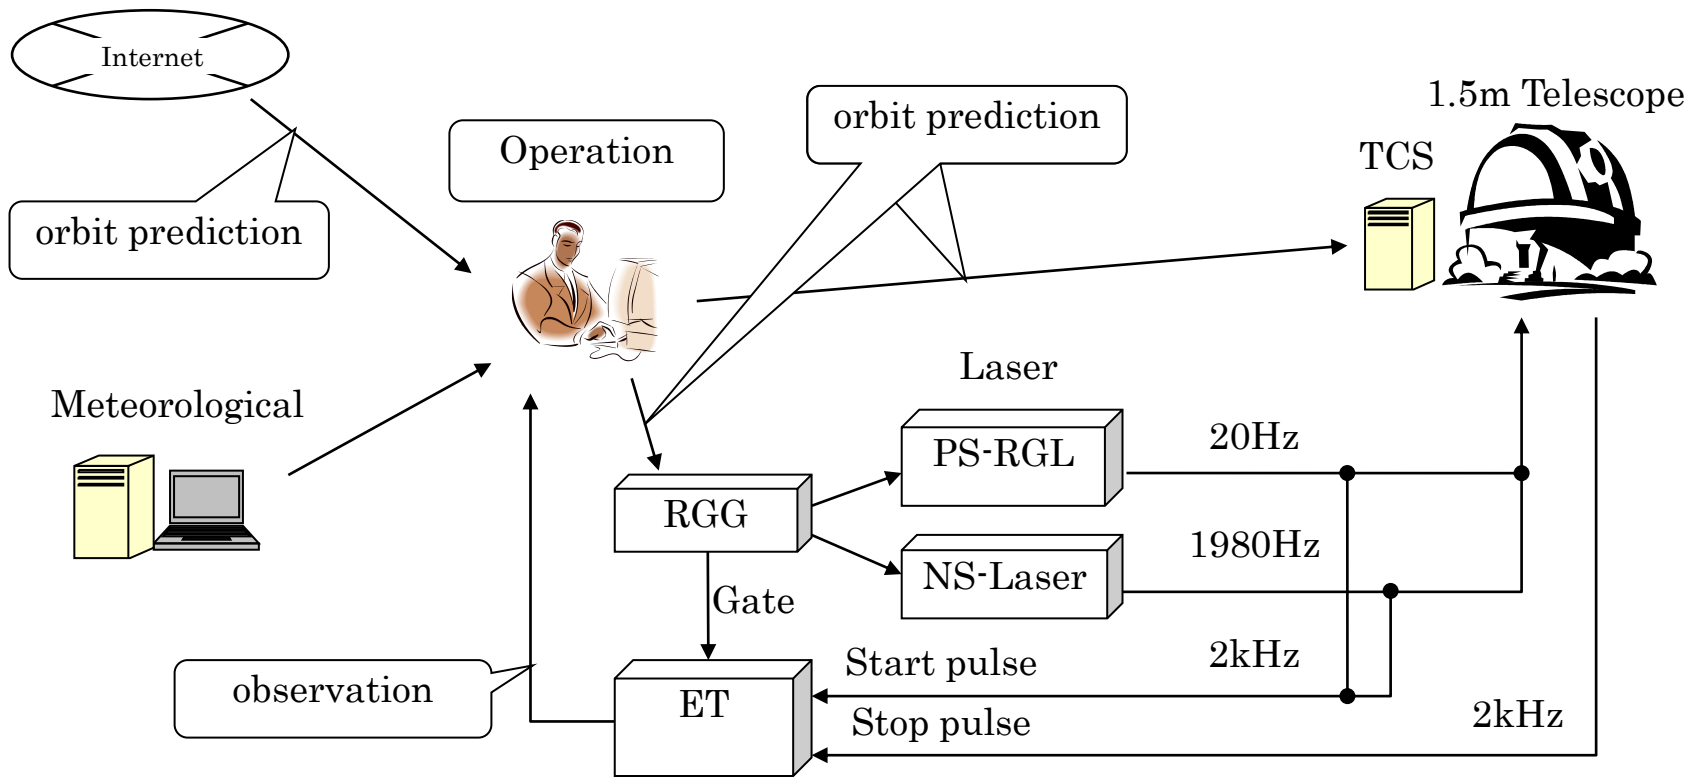 Internet
1.5m Telescope
orbit prediction
Operation
TCS
orbit prediction
Laser
Meteorological
20Hz
PS-RGL
RGG
1980Hz
NS-Laser
Gate
2kHz
Start pulse
observation
ET
Stop pulse
2kHz